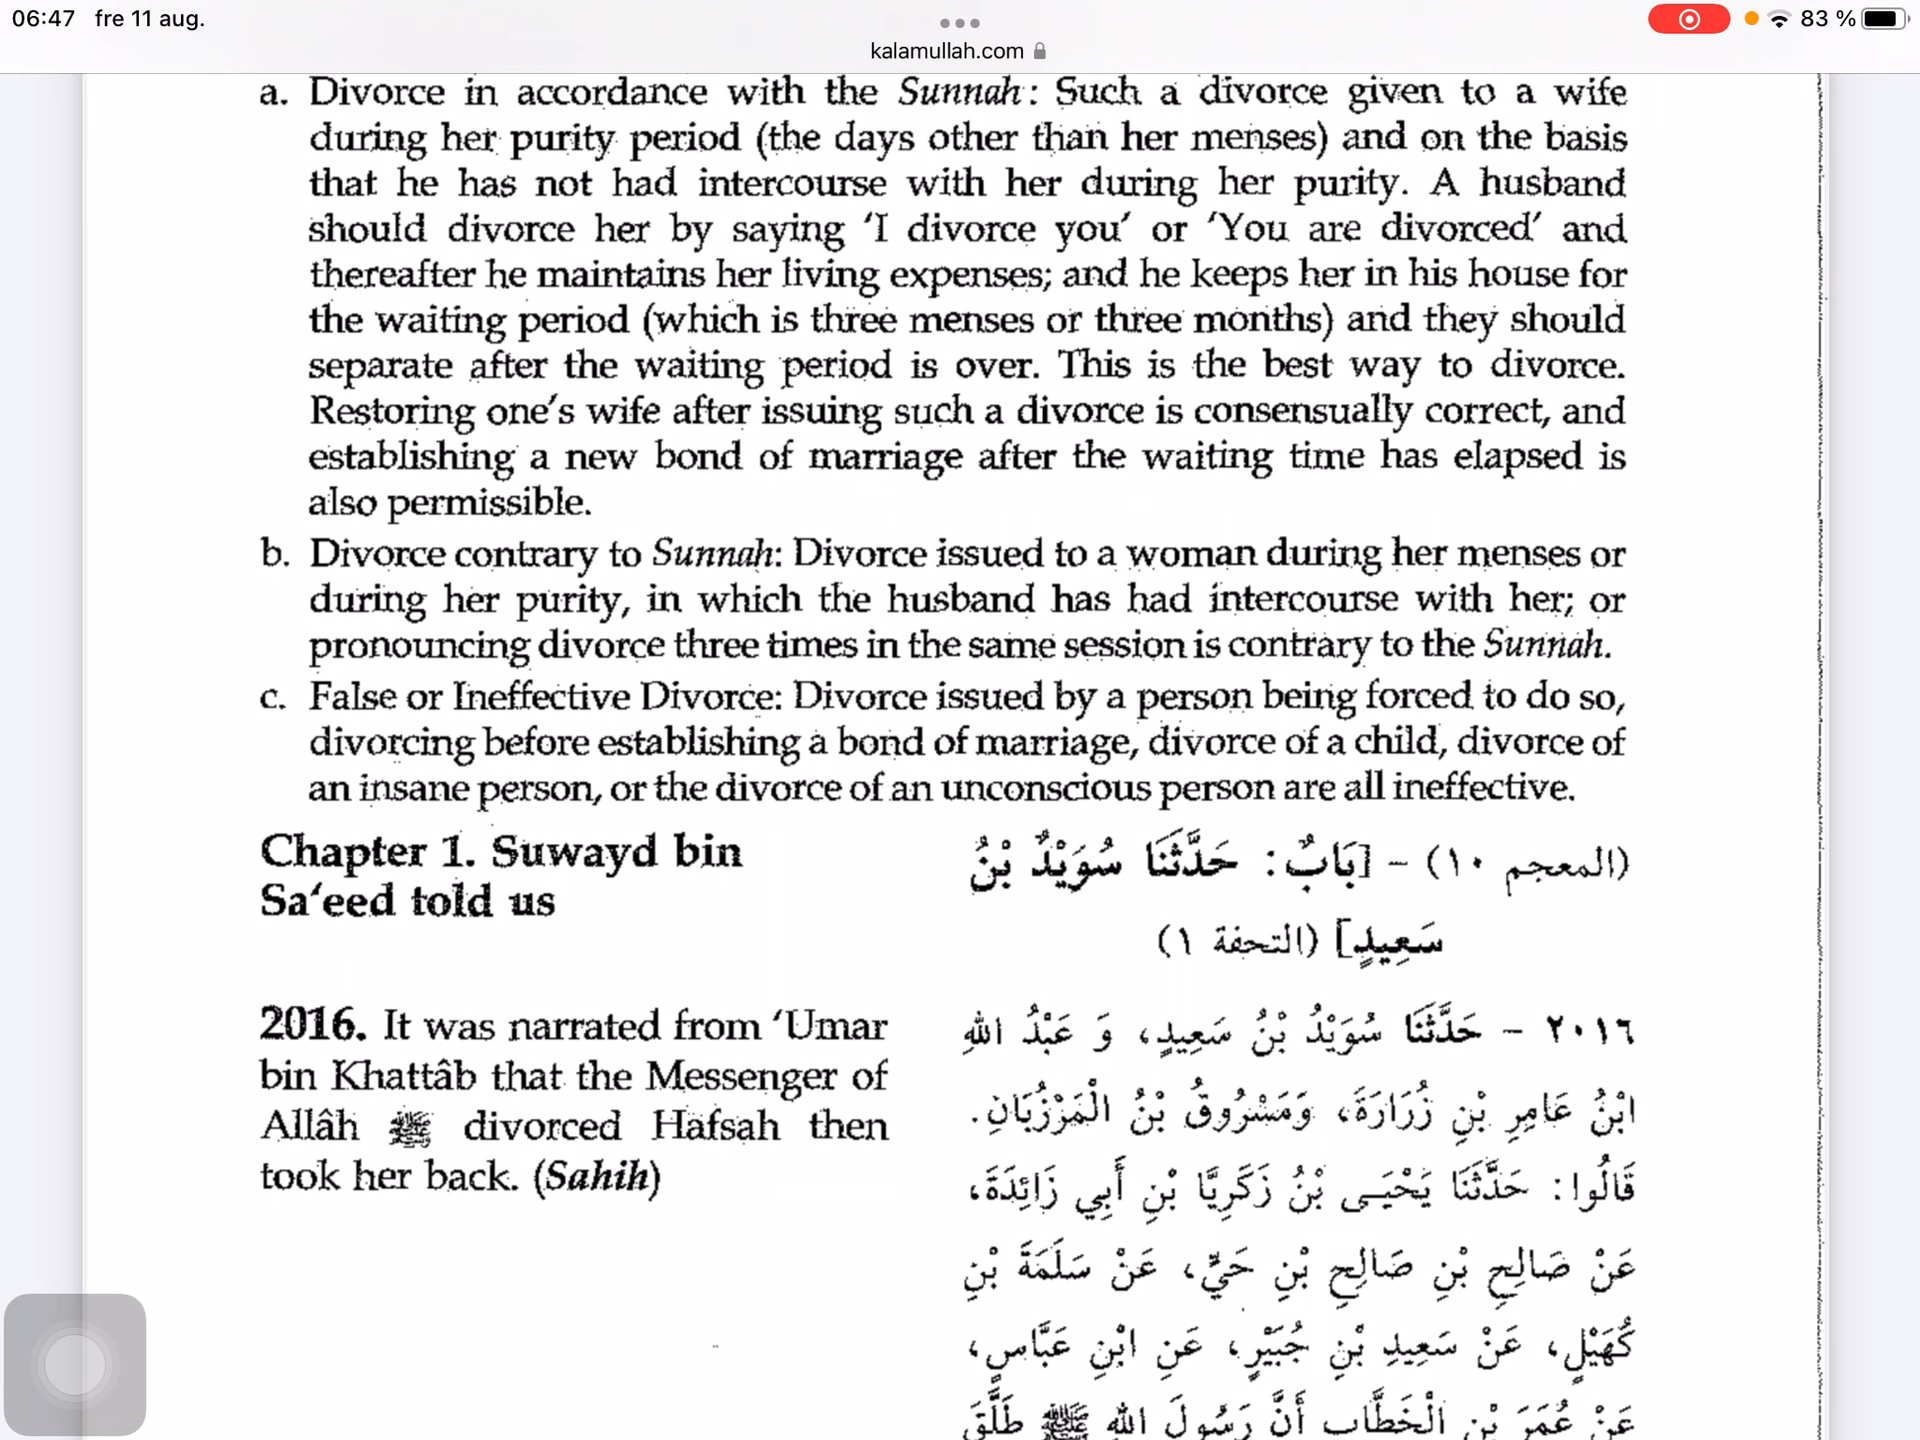 06:47 fre 11 aug.
83 %
kalamullah.com
a. Divorce in accordance with the Sunnah: Such a divorce given to a wife
during her purity period (the days other than her menses) and on the basis
that he has not had intercourse with her during her purity. A husband
should divorce her by saying ‘I divorce you’ or ‘You are divorced’ and
thereafter he maintains her living expenses; and he keeps her in his house for
the waiting period (which is three menses or three months) and they should
separate after the waiting period is over. This is the best way to divorce.
Restoring one’s wife after issuing such a divorce is consensually correct, and
establishing a new bond of marriage after the waiting time has elapsed is
also permissible.
b. Divorce contrary to Sunnah: Divorce issued to a woman during her menses or
during her purity, in which the husband has had intercourse with her; or
pronouncing divorce three times in the same session is contrary to the Sunnah.
c. False or Ineffective Divorce: Divorce issued by a person being forced to do so,
divorcing before establishing a bond of marriage, divorce of a child, divorce of
an insane person, or the divorce of an unconscious person are all ineffective.
Chapter 1. Suwayd bin
Sa‘eed told us
(المعجم ١٠) - [بَابٌ: حَدَّثَنَا سُوَيْدُ بْنُ
سَعِيدٍ] (التحفة ١)
2016. It was narrated from ‘Umar
bin Khattâb that the Messenger of
Allâh ﷺ divorced Hafsah then
took her back. (Sahih)
٢٠١٦ - حَدَّثَنَا سُوَيْدُ بْنُ سَعِيدٍ، وَ عَبْدُ اللهِ
ابْنُ عَامِرِ بْنِ زُرَارَةَ، وَمَسْرُوقُ بْنُ الْمَرْزُبَانِ.
قَالُوا: حَدَّثَنَا يَحْيَى بْنُ زَكَرِيَّا بْنِ أَبِي زَائِدَةَ،
عَنْ صَالِحِ بْنِ صَالِحِ بْنِ حَيٍّ، عَنْ سَلَمَةَ بْنِ
كُهَيْلٍ، عَنْ سَعِيدِ بْنِ جُبَيْرٍ، عَنِ ابْنِ عَبَّاسٍ،
عَنْ عُمَرَ بْنِ الْخَطَّابِ أَنَّ رَسُولَ اللهِ ﷺ طَلَّقَ